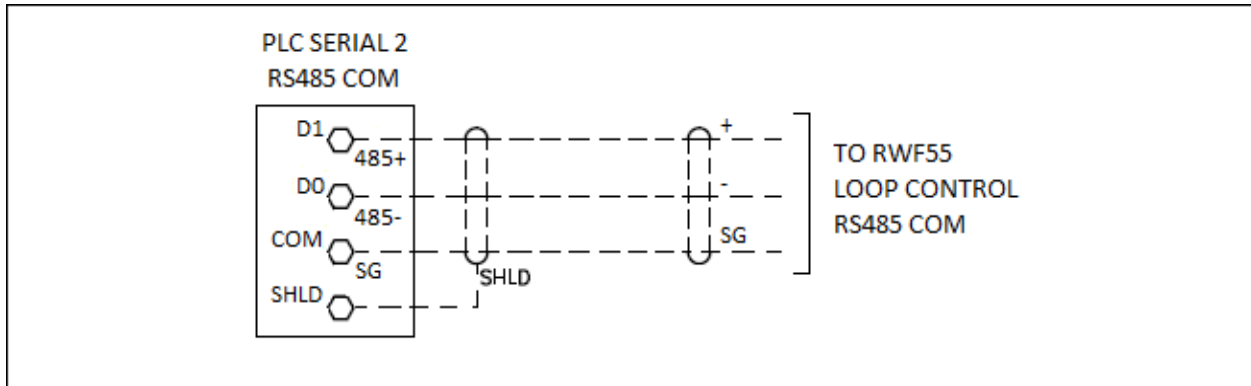 PLC SERIAL 2
RS485 COM
D1
485+
+
D0
485-
-
COM
SG
SG
SHLD
SHLD
TO RWF55
LOOP CONTROL
RS485 COM